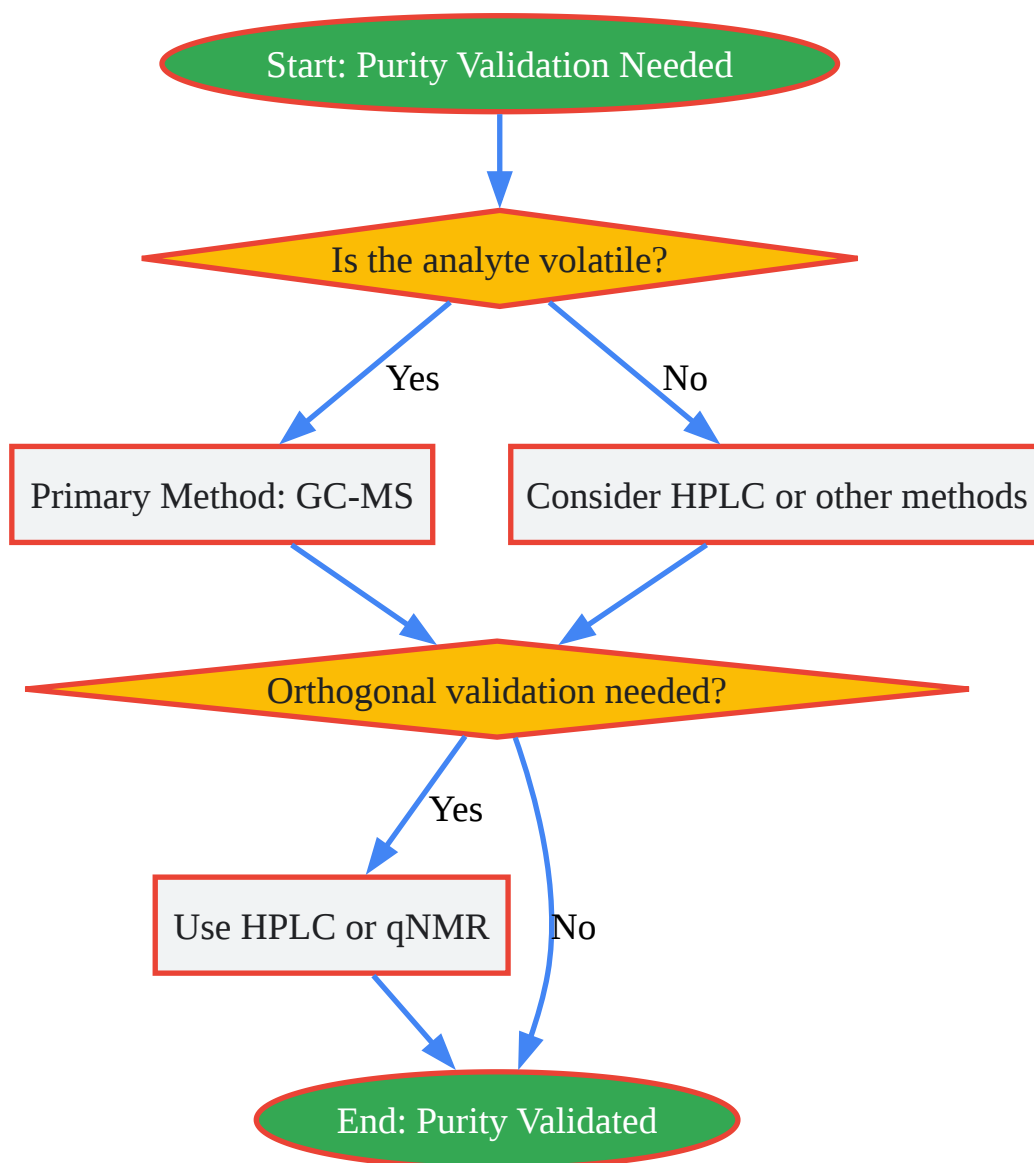 Start: Purity Validation Needed
Is the analyte volatile?
Yes
No
Primary Method: GC-MS
Consider HPLC or other methods
Orthogonal validation needed?
Yes
Use HPLC or qNMR
No
End: Purity Validated